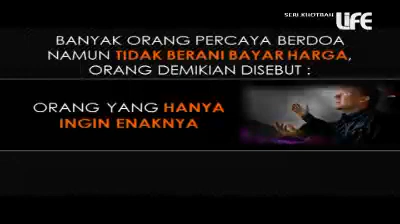 SERI KHOTBAH
LiFE
BANYAK ORANG PERCAYA BERDOA
NAMUN TIDAK BERANI BAYAR HARGA,
ORANG DEMIKIAN DISEBUT :
ORANG YANG HANYA
INGIN ENAKNYA